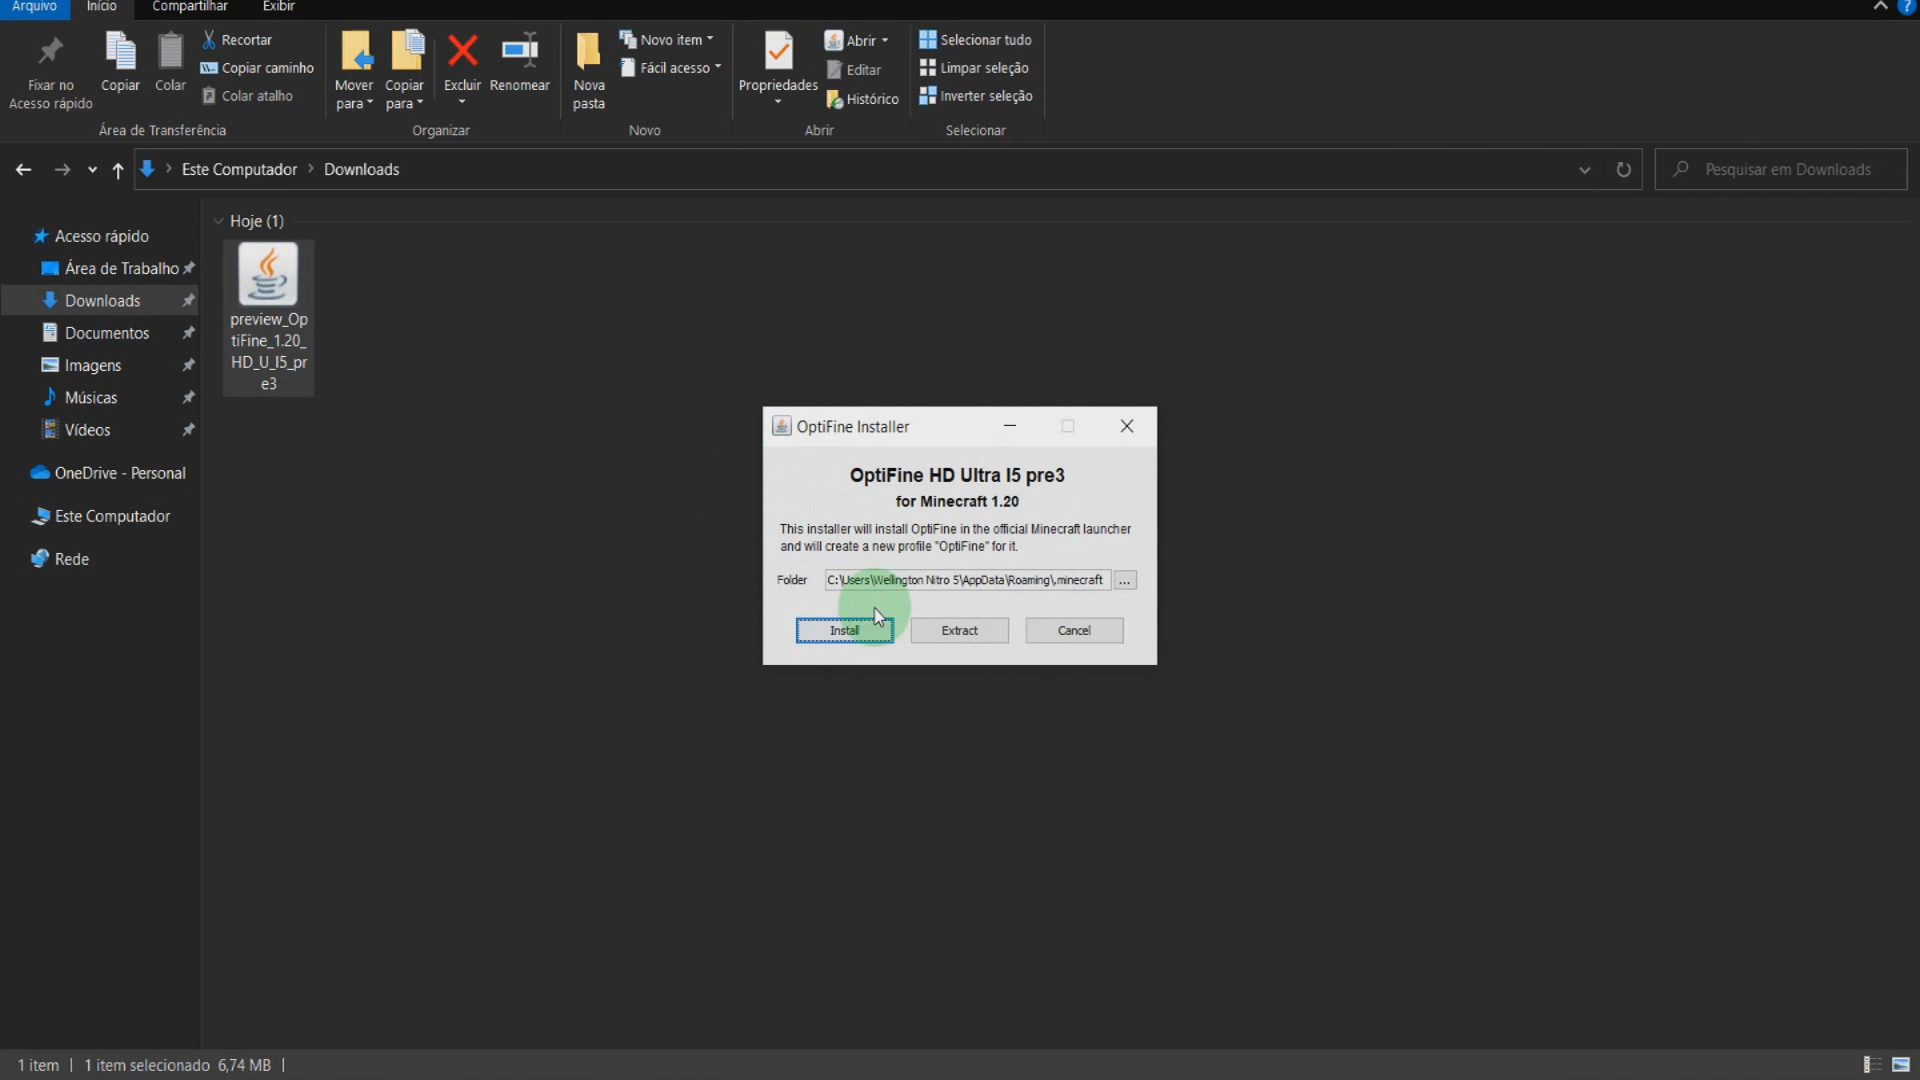 Arquivo Início Compartilhar Exibir
Fixar no
Acesso rápido
Copiar
Colar
Recortar
Copiar caminho
Colar atalho
Área de Transferência
Mover
para
Copiar
para
Excluir
Renomear
Organizar
Nova
pasta
Novo item
Fácil acesso
Novo
Propriedades
Abrir
Editar
Histórico
Abrir
Selecionar tudo
Limpar seleção
Inverter seleção
Selecionar
Este Computador > Downloads
Pesquisar em Downloads
Acesso rápido
Área de Trabalho
Downloads
Documentos
Imagens
Músicas
Vídeos
OneDrive - Personal
Este Computador
Rede
Hoje (1)
preview_Op
tiFine_1.20_
HD_U_I5_pr
e3
OptiFine Installer
OptiFine HD Ultra I5 pre3
for Minecraft 1.20
This installer will install OptiFine in the official Minecraft launcher
and will create a new profile "OptiFine" for it.
Folder C:\Users\Wellington Nitro 5\AppData\Roaming\.minecraft ...
Install Extract Cancel
1 item | 1 item selecionado 6,74 MB |